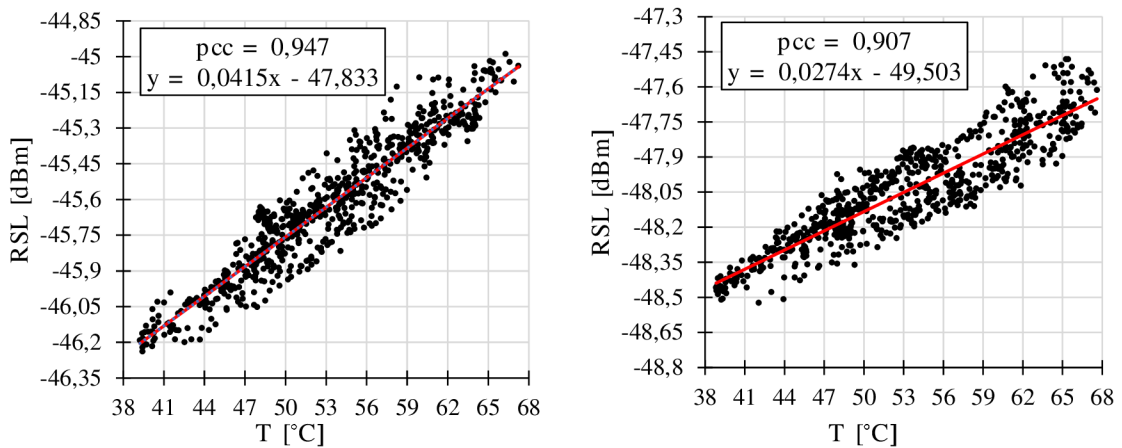 pcc = 0,947
y = 0,0415x - 47,833
-44,85
-45
-45,15
-45,3
-45,45
-45,6
-45,75
-45,9
-46,05
-46,2
-46,35
RSL [dBm]
38 41 44 47 50 53 56 59 62 65 68
T [°C]
pcc = 0,907
y = 0,0274x - 49,503
-47,3
-47,45
-47,6
-47,75
-47,9
-48,05
-48,2
-48,35
-48,5
-48,65
-48,8
RSL [dBm]
38 41 44 47 50 53 56 59 62 65 68
T [°C]